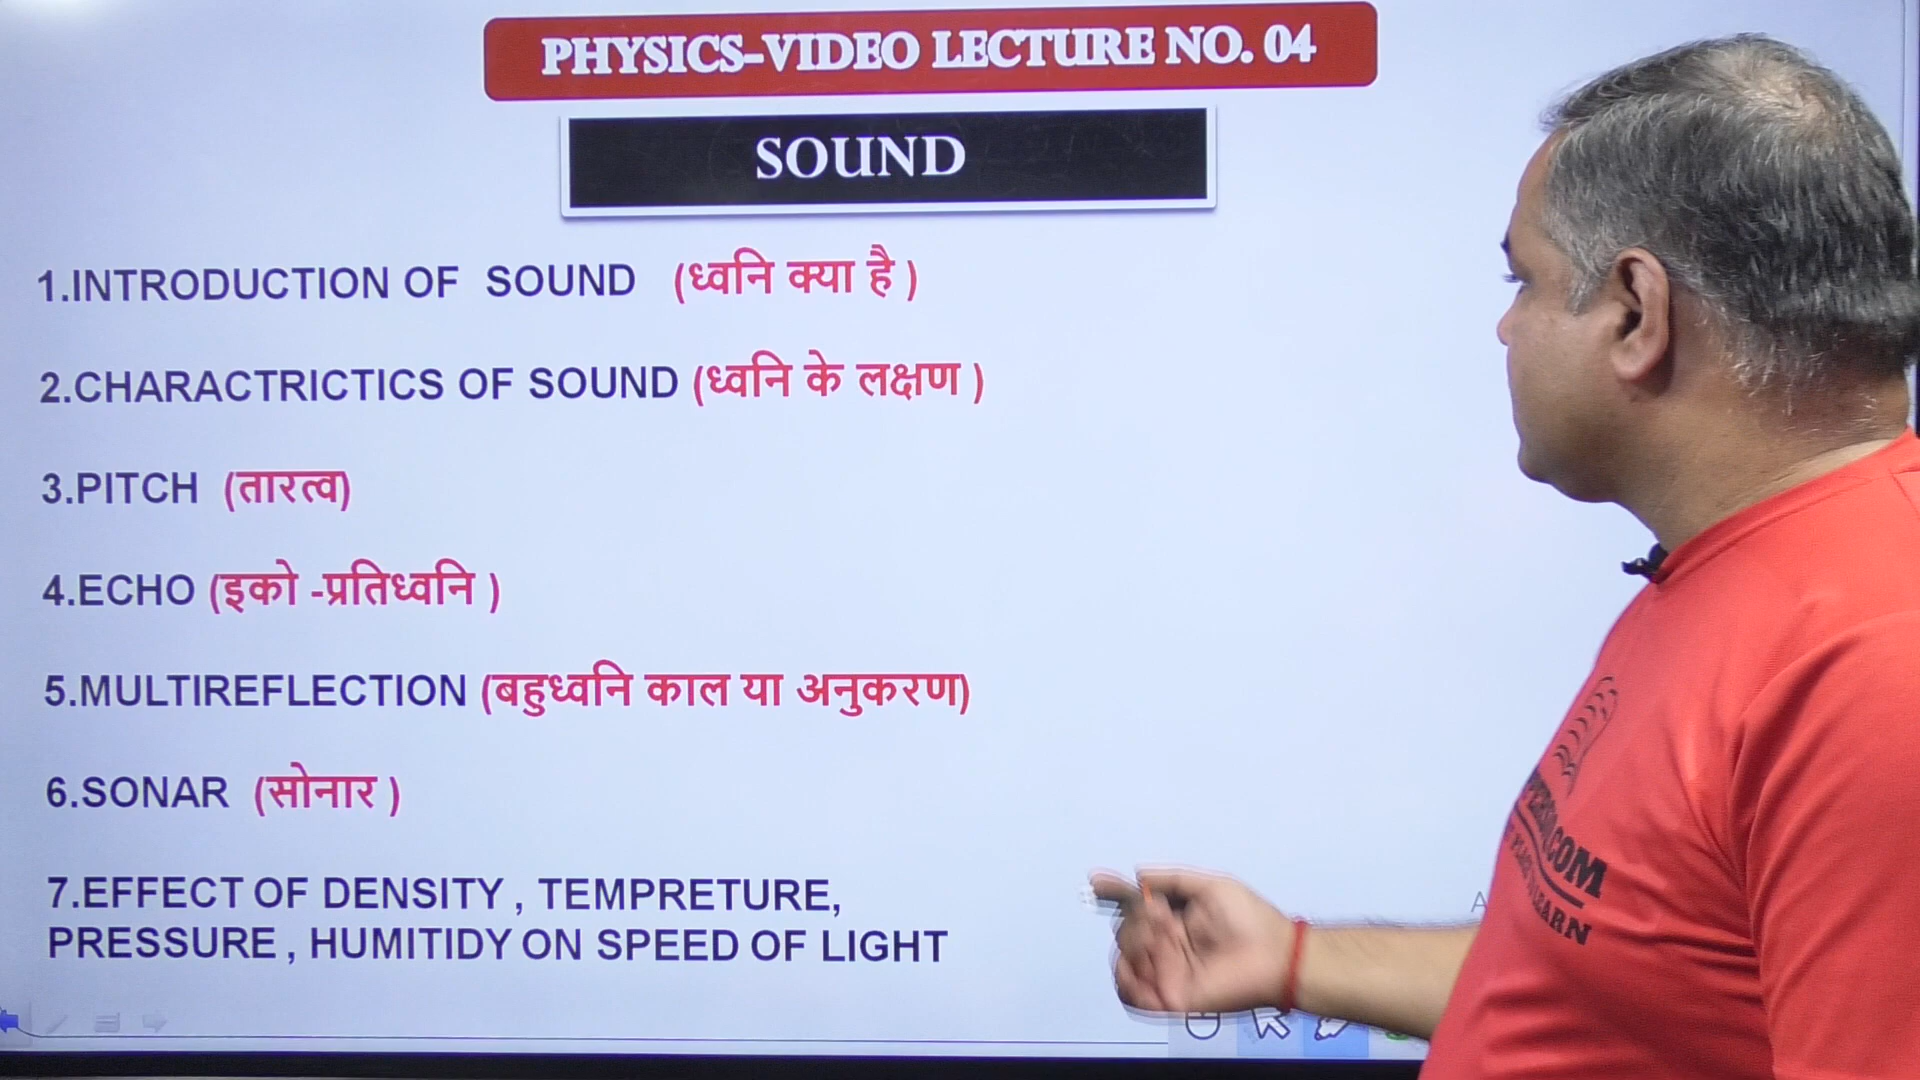 PHYSICS-VIDEO LECTURE NO. 04
SOUND
1.INTRODUCTION OF SOUND (ध्वनि क्या है )
2.CHARACTRICTICS OF SOUND (ध्वनि के लक्षण )
3.PITCH (तारत्व)
4.ECHO (इको -प्रतिध्वनि )
5.MULTIREFLECTION (बहुध्वनि काल या अनुकरण)
6.SONAR (सोनार )
7.EFFECT OF DENSITY , TEMPRETURE,
PRESSURE , HUMITIDY ON SPEED OF LIGHT